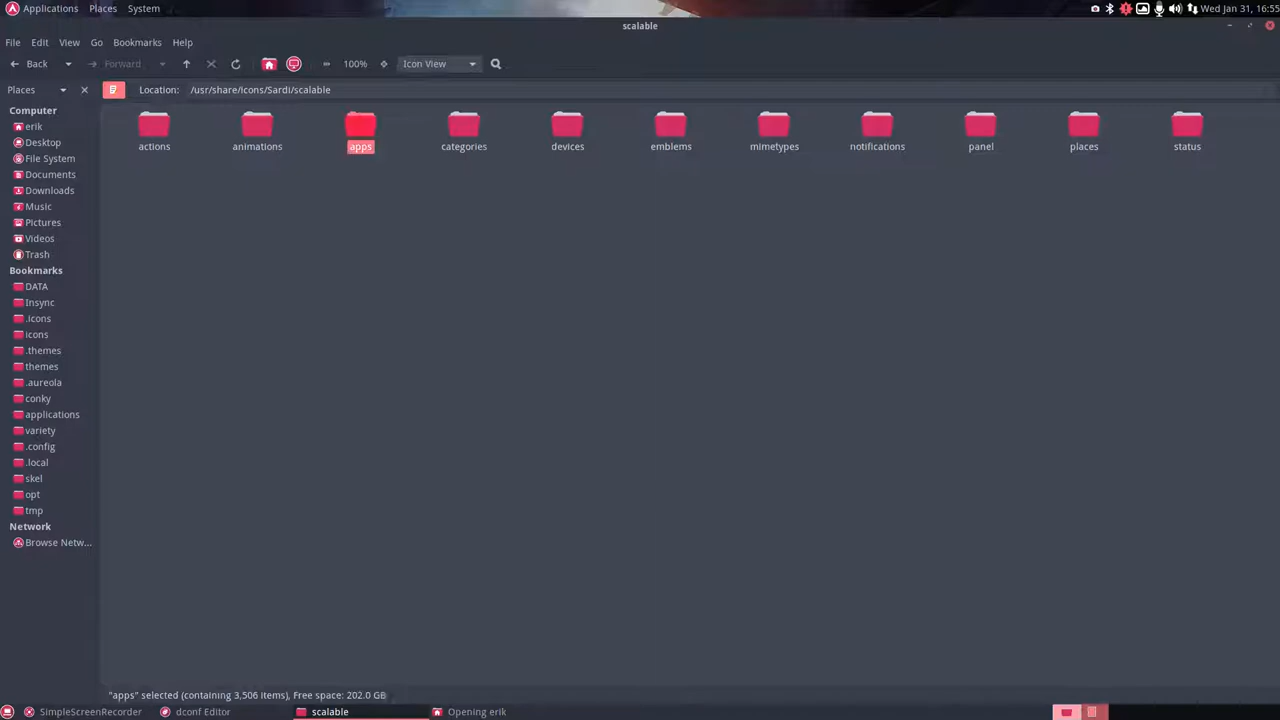 Applications Places System Wed Jan 31, 16:55
scalable
File Edit View Go Bookmarks Help
Back Forward 100% Icon View
Places Location: /usr/share/icons/Sardi/scalable
Computer
erik
Desktop
File System
Documents
Downloads
Music
Pictures
Videos
Trash
Bookmarks
DATA
Insync
.icons
icons
.themes
themes
.aureola
conky
applications
variety
.config
.local
skel
opt
tmp
Network
Browse Netw...
actions animations apps categories devices emblems mimetypes notifications panel places status
"apps" selected (containing 3,506 items), Free space: 202.0 GB
SimpleScreenRecorder dconf Editor scalable Opening erik